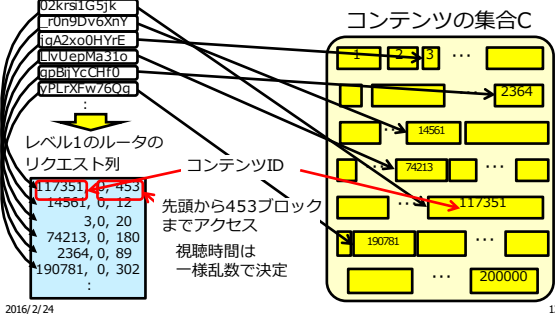 02krsi1G5jk
r0n9Dv6XnY
jqA2xo0HYrE
LlvUepMa31o
gpBijYcCHf0
yPLrXFw76Qg
:
レベル1のルータの
リクエスト列
117351, 0, 453
14561, 0, 12
3,0, 20
74213, 0, 180
2364, 0, 89
190781, 0, 302
:
コンテンツID
先頭から453ブロック
までアクセス
視聴時間は
一様乱数で決定
コンテンツの集合C
1 2 3 …
… 2364
… 14561
74213 …
… 117351
190781 …
… 200000
2016/2/24